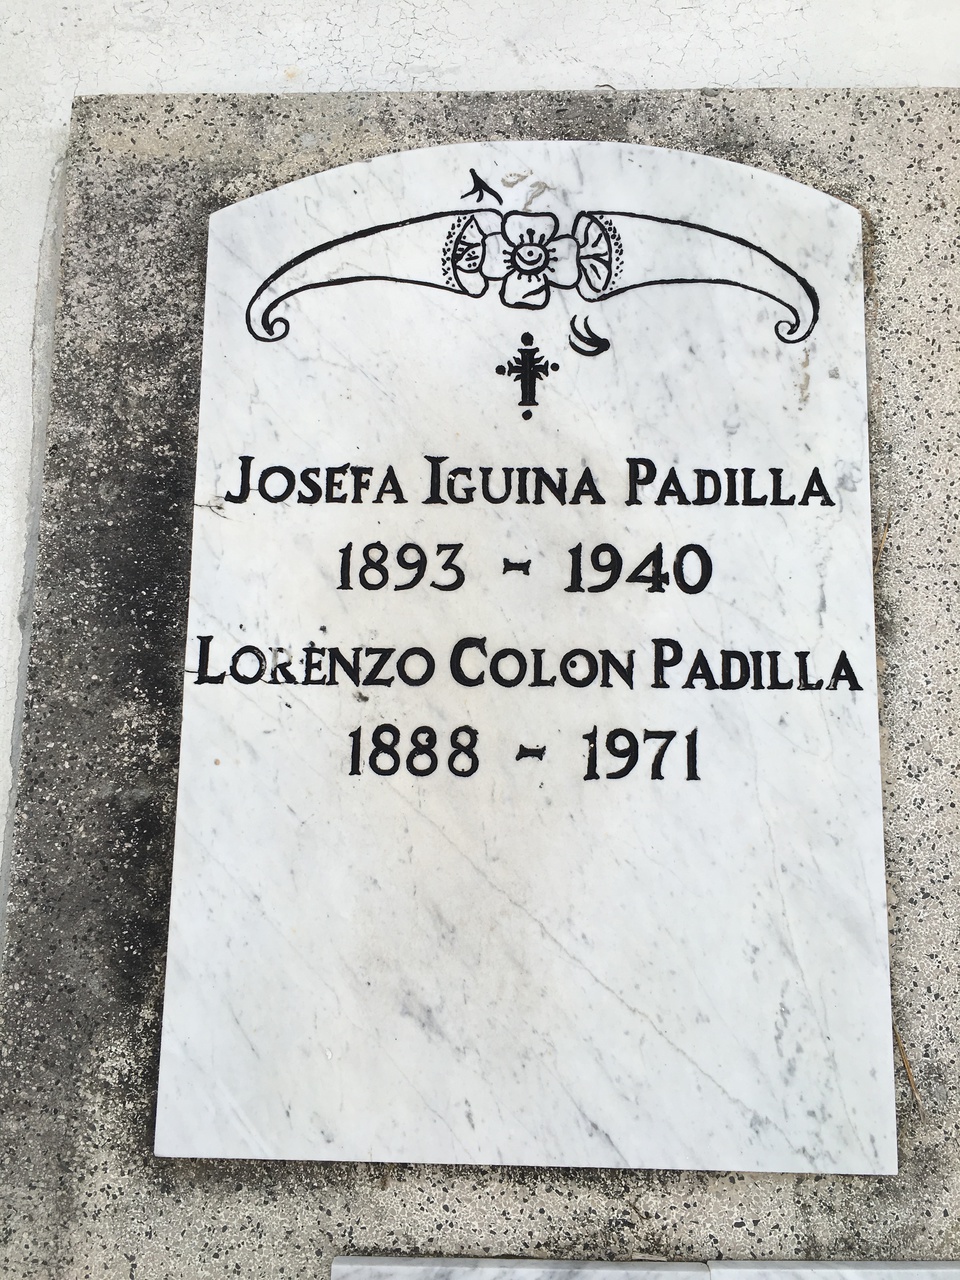 JOSEFA IGUINA PADILLA
1893 - 1940
LORENZO COLON PADILLA
1888 - 1971